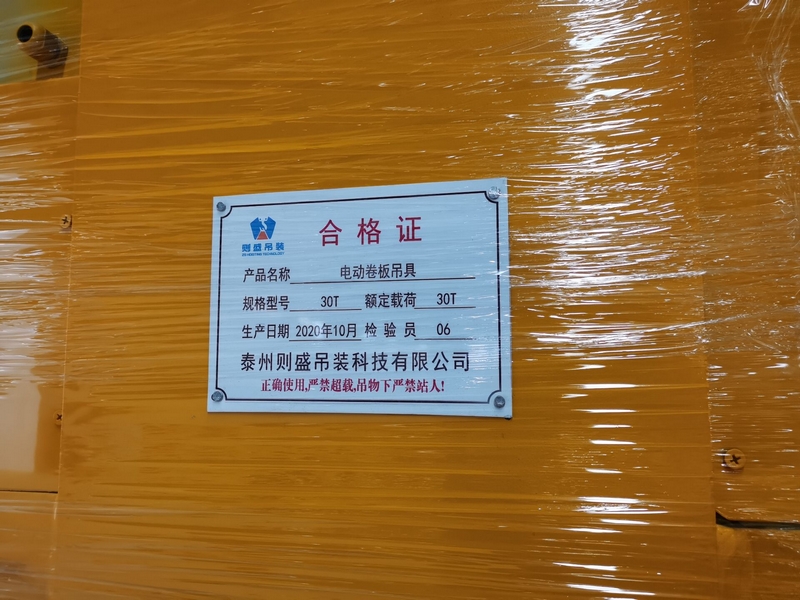 合格证
则盛吊装
产品名称 电动卷板吊具
规格型号 30T 额定载荷 30T
生产日期 2020年10月 检验员 06
泰州则盛吊装科技有限公司
正确使用,严禁超载,吊物下严禁站人!